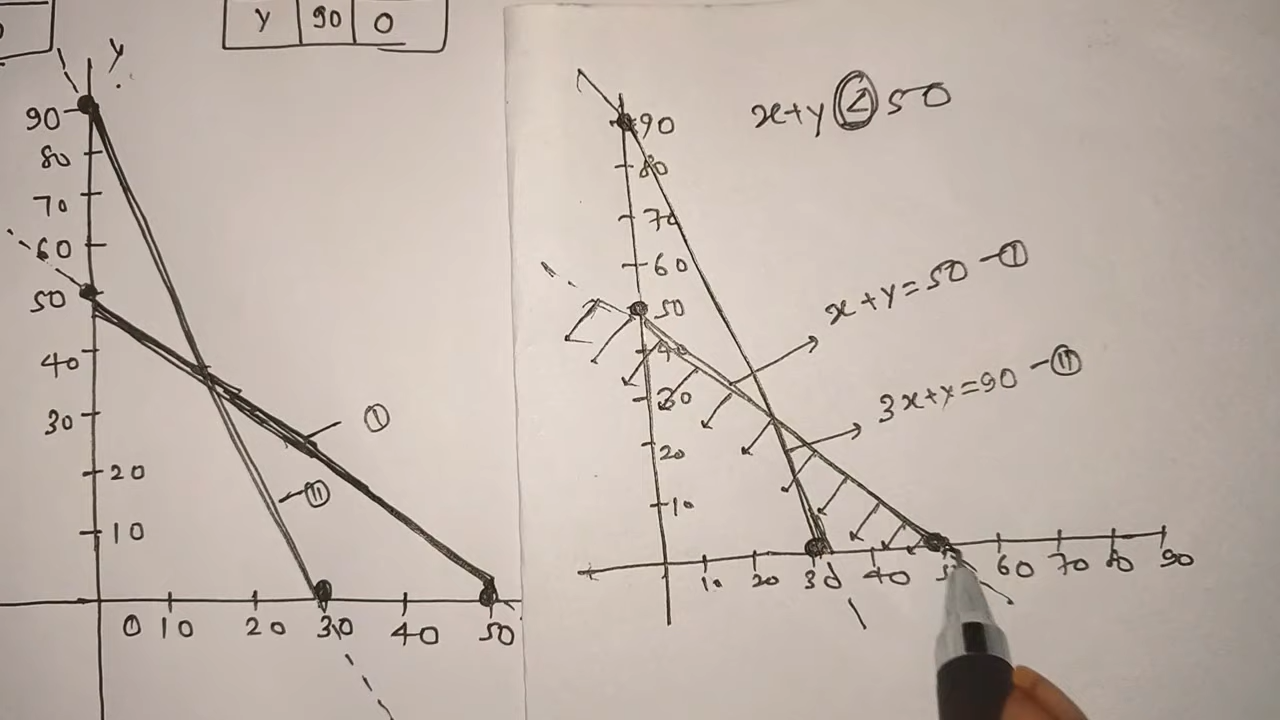 Y 90 0
y
90
80
70
60
50
40
30
20
10
0 10 20 30 40 50
I
II
x+y < 50
90
80
70
60
50
40
30
20
10
x+y=50 - I
3x+y=90 - II
10 20 30 40 60 70 80 90